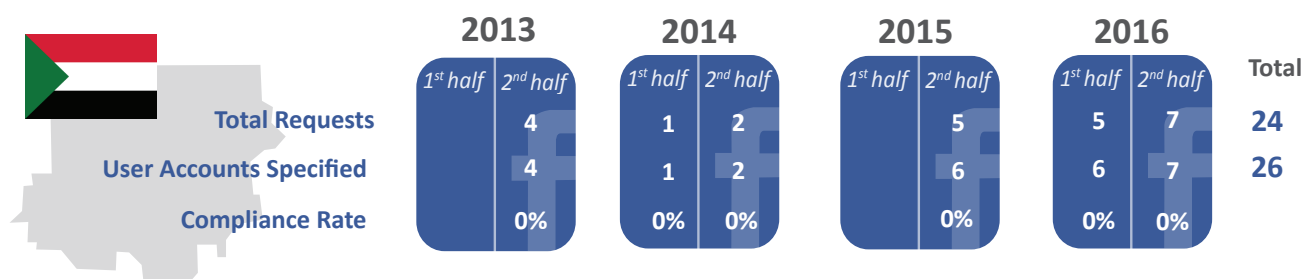 2013 2014 2015 2016
1st half 2nd half 1st half 2nd half 1st half 2nd half 1st half 2nd half Total
Total Requests 4 1 2 5 5 7 24
User Accounts Specified 4 1 2 6 6 7 26
Compliance Rate 0% 0% 0% 0% 0% 0%